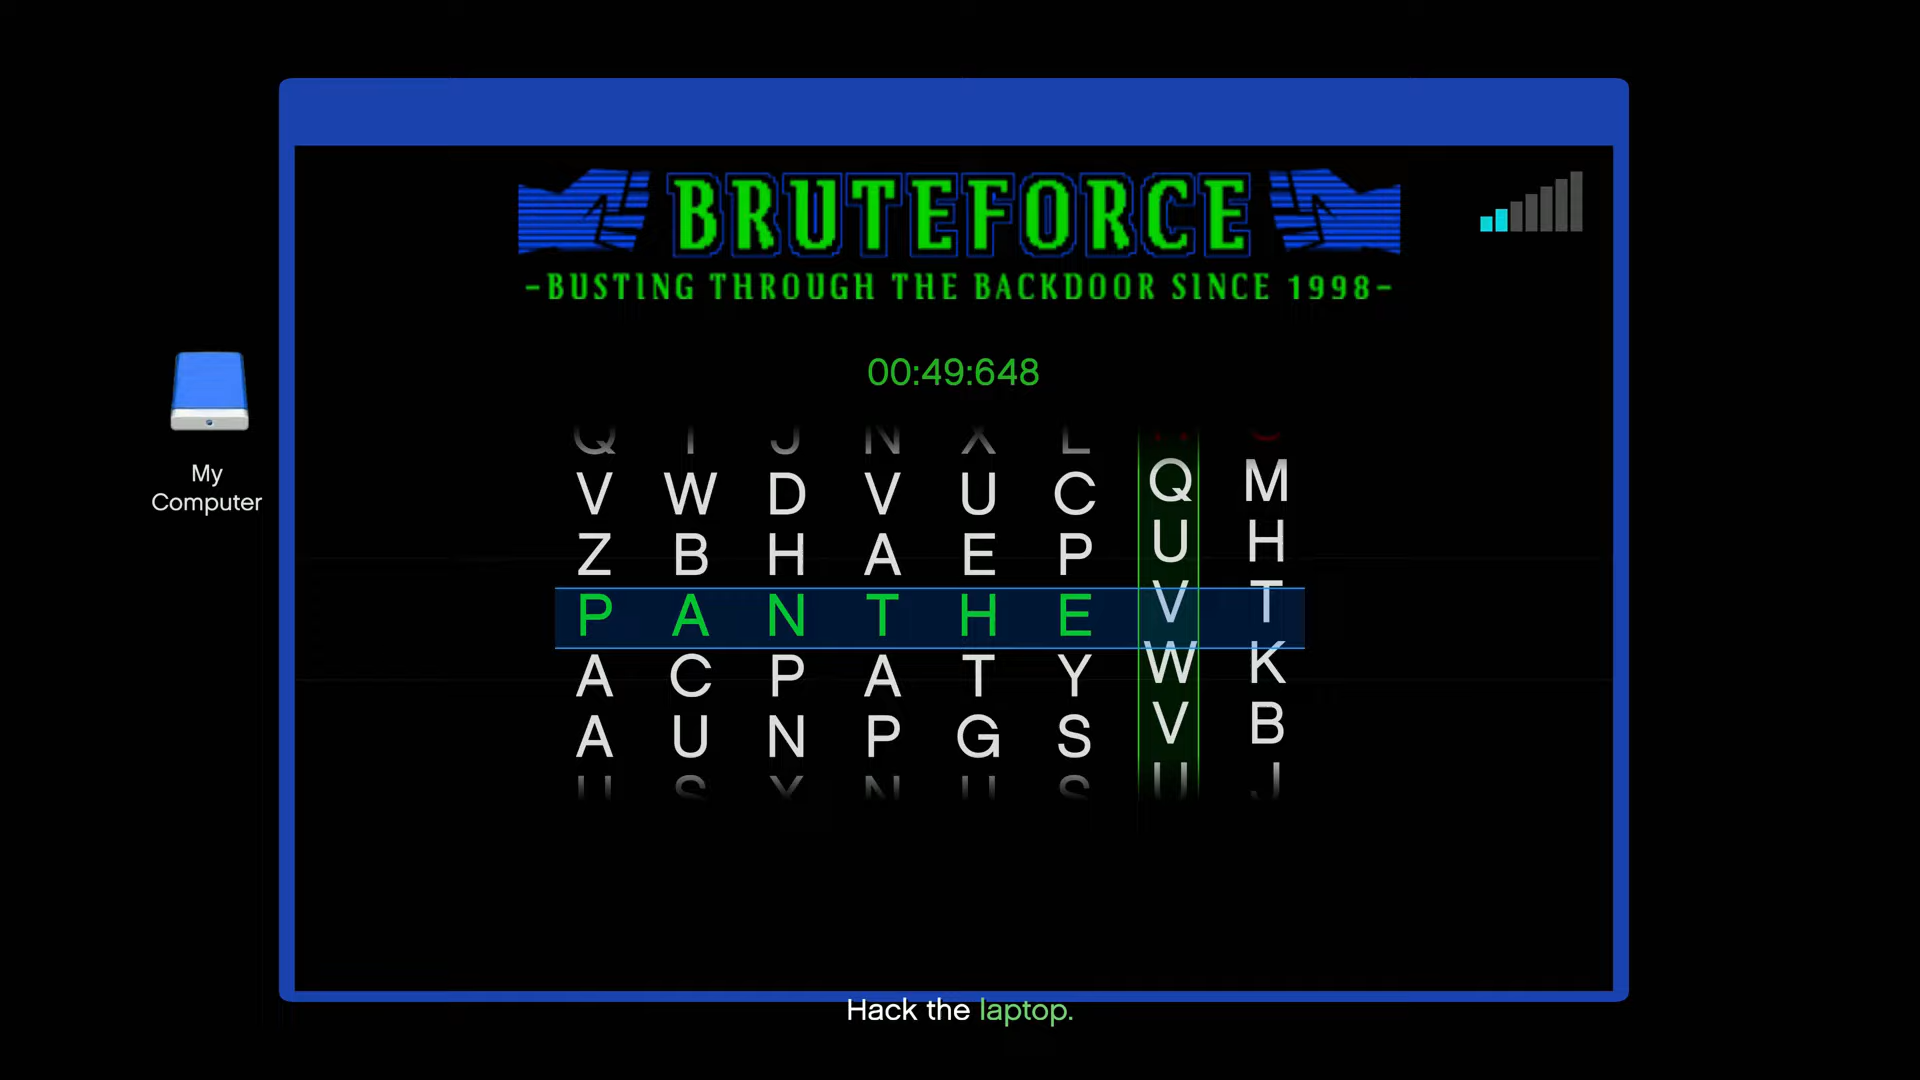 BRUTEFORCE
-BUSTING THROUGH THE BACKDOOR SINCE 1998-
00:49:648
My
Computer
V W D V U C Q M
Z B H A E P U H
P A N T H E V T
A C P A T Y W K
A U N P G S V B
Hack the laptop.